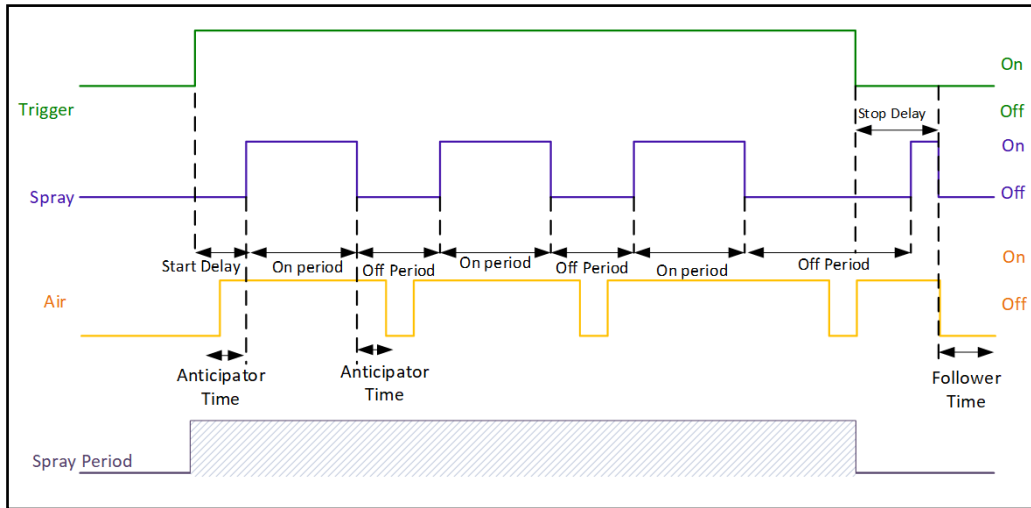 On
Trigger
Off
Stop Delay
On
Spray
Off
Start Delay
On period
Off Period
On period
Off Period
On period
Off Period
On
Air
Off
Anticipator
Time
Anticipator
Time
Follower
Time
Spray Period